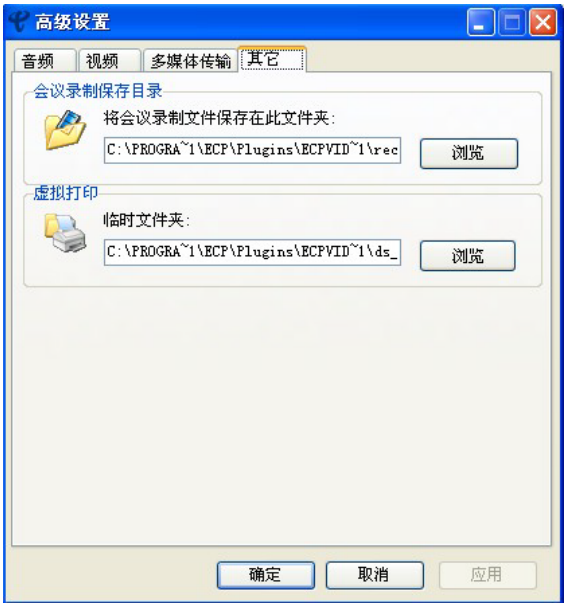 高级设置
音频 视频 多媒体传输 其它
会议录制保存目录
将会议录制文件保存在此文件夹:
C:\PROGRA~1\ECP\Plugins\ECPVID~1\rec 浏览
虚拟打印
临时文件夹:
C:\PROGRA~1\ECP\Plugins\ECPVID~1\ds_ 浏览
确定 取消 应用